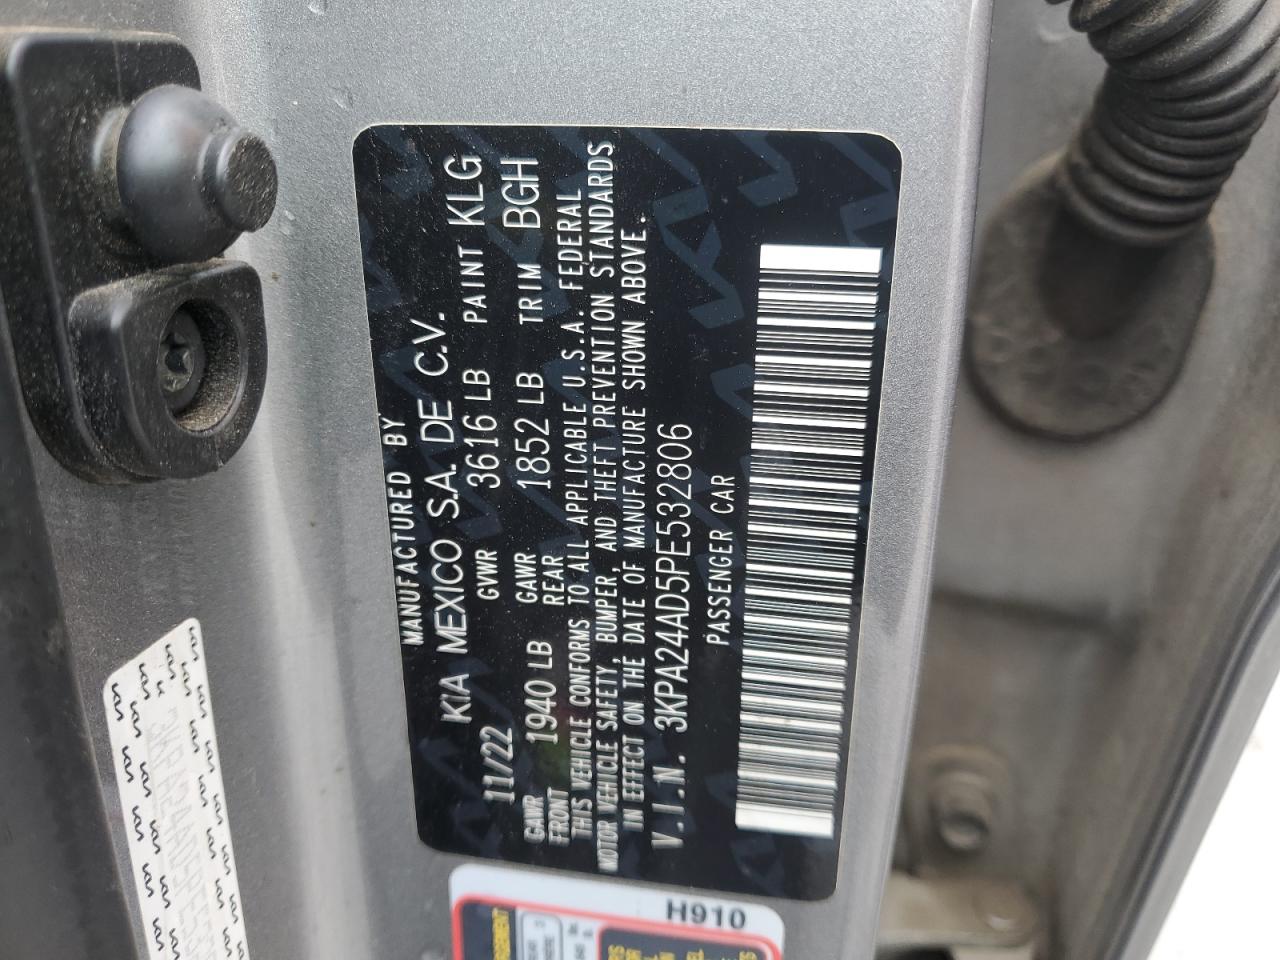 MANUFACTURED BY
KIA MEXICO S.A. DE C.V.
11/22 GVWR 3616 LB PAINT KLG
GAWR FRONT 1940 LB GAWR REAR 1852 LB TRIM BGH
THIS VEHICLE CONFORMS TO ALL APPLICABLE U.S.A. FEDERAL
MOTOR VEHICLE SAFETY, BUMPER, AND THEFT PREVENTION STANDARDS
IN EFFECT ON THE DATE OF MANUFACTURE SHOWN ABOVE.
V.I.N. 3KPA24AD5PE532806
PASSENGER CAR
H910